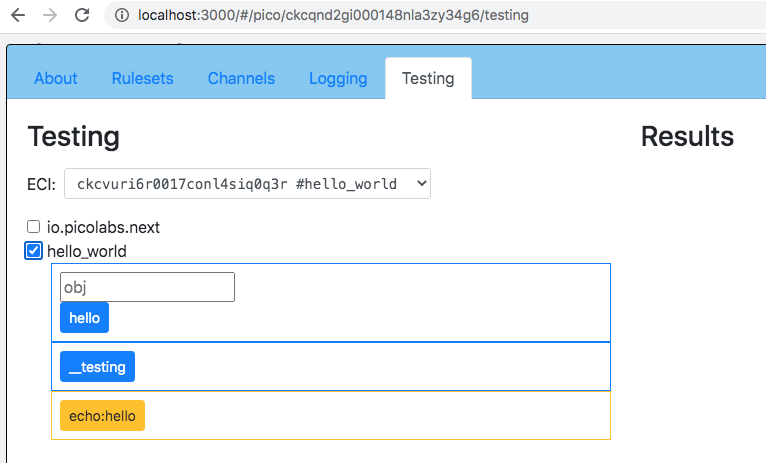 localhost:3000/#/pico/ckcqnd2gi000148nla3zy34g6/testing
About Rulesets Channels Logging Testing
Testing Results
ECI: ckcvuri6r0017conl4siq0q3r #hello_world
io.picolabs.next
hello_world
obj
hello
__testing
echo:hello